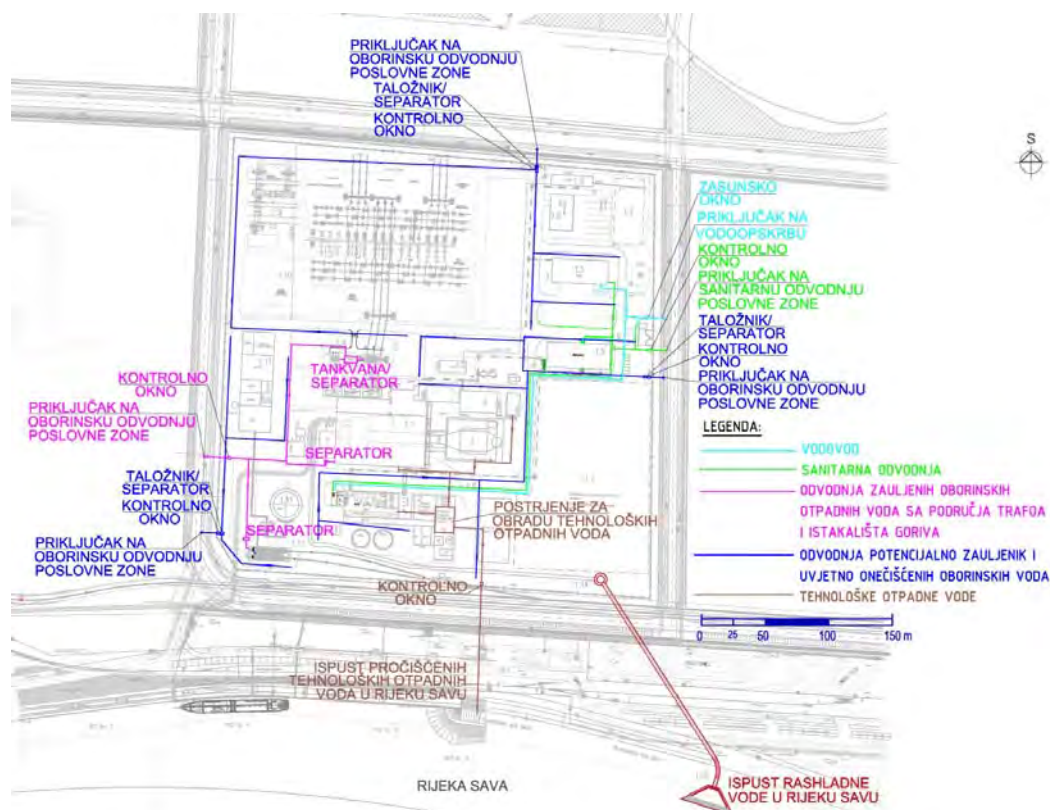 PRIKLJUČAK NA
OBORINSKU ODVODNJU
POSLOVNE ZONE
TALOŽNIK/
SEPARATOR
KONTROLNO
OKNO
S
ZASUNSKO
OKNO
PRIKLJUČAK NA
VODOOPSKRBU
KONTROLNO
OKNO
PRIKLJUČAK NA
SANITARNU ODVODNJU
POSLOVNE ZONE
TALOŽNIK/
SEPARATOR
KONTROLNO
OKNO
PRIKLJUČAK NA
OBORINSKU ODVODNJU
POSLOVNE ZONE
TANKVANA/
SEPARATOR
KONTROLNO
OKNO
PRIKLJUČAK NA
OBORINSKU ODVODNJU
POSLOVNE ZONE
SEPARATOR
TALOŽNIK/
SEPARATOR
KONTROLNO
OKNO
PRIKLJUČAK NA
OBORINSKU ODVODNJU
POSLOVNE ZONE
SEPARATOR
POSTRJENJE ZA
OBRADU TEHNOLOŠKIH
OTPADNIH VODA
KONTROLNO
OKNO
LEGENDA:
VODOVOD
SANITARNA ODVODNJA
ODVODNJA ZAULJENIH OBORINSKIH
OTPADNIH VODA SA PODRUČJA TRAFOA
I ISTAKALIŠTA GORIVA
ODVODNJA POTENCIJALNO ZAULJENIK I
UVJETNO ONEČIŠĆENIH OBORINSKIH VODA
TEHNOLOŠKE OTPADNE VODE
0 25 50 100 150 m
ISPUST PROČIŠĆENIH
TEHNOLOŠKIH OTPADNIH
VODA U RIJEKU SAVU
RIJEKA SAVA
ISPUST RASHLADNE
VODE U RIJEKU SAVU